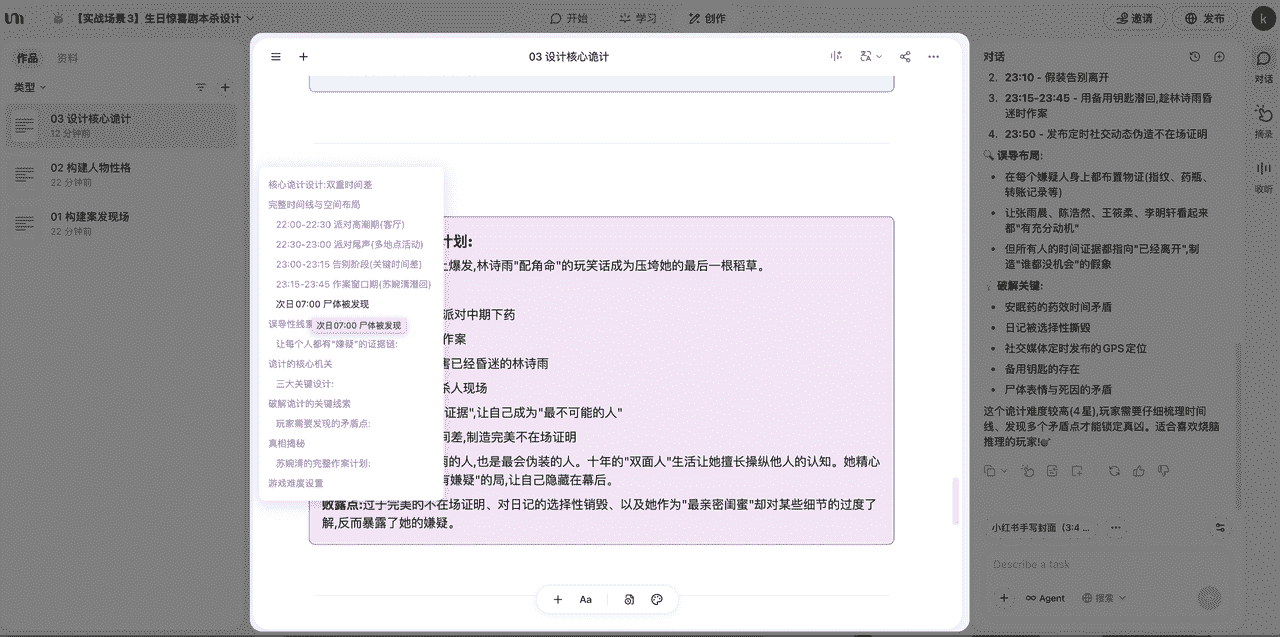 【实战场景3】生日惊喜剧本杀设计
开始
学习
创作
邀请
发布
k
作品
资料
类型
03 设计核心诡计
12 分钟前
02 构建人物性格
22 分钟前
01 构建案发现场
22 分钟前
03 设计核心诡计
核心诡计设计:双重时间差
完整时间线与空间布局
22:00-22:30 派对高潮期(客厅)
22:30-23:00 派对尾声(多地点活动)
23:00-23:15 告别阶段(关键时间差)
23:15-23:45 作案窗口期(苏婉清潜回)
次日07:00 尸体被发现
误导性线索
次日07:00 尸体被发现
让每个人都有"嫌疑"的证据链:
诡计的核心机关
三大关键设计:
破解诡计的关键线索
玩家需要发现的矛盾点:
真相揭秘
苏婉清的完整作案计划:
游戏难度设置
计划:
爆发,林诗雨"配角命"的玩笑话成为压垮她的最后一根稻草。
派对中期下药
作案
害已经昏迷的林诗雨
杀人现场
证据",让自己成为"最不可能的人"
间差,制造完美不在场证明
的人,也是最会伪装的人。十年的"双面人"生活让她擅长操纵他人的认知。她精心
有嫌疑"的局,让自己隐藏在幕后。
败露点:过于完美的不在场证明、对日记的选择性销毁、以及她作为"最亲密闺蜜"却对某些细节的过度了
解,反而暴露了她的嫌疑。
Aa
对话
2. 23:10 - 假装告别离开
3. 23:15-23:45 - 用备用钥匙潜回,趁林诗雨昏
迷时作案
4. 23:50 - 发布定时社交动态伪造不在场证明
误导布局:
• 在每个嫌疑人身上都布置物证(指纹、药瓶、
转账记录等)
• 让张雨晨、陈浩然、王筱柔、李明轩看起来
都"有充分动机"
• 但所有人的时间证据都指向"已经离开",制
造"谁都没机会"的假象
破解关键:
• 安眠药的药效时间矛盾
• 日记被选择性撕毁
• 社交媒体定时发布的GPS定位
• 备用钥匙的存在
• 尸体表情与死因的矛盾
这个诡计难度较高(4星),玩家需要仔细梳理时间
线、发现多个矛盾点才能锁定真凶。适合喜欢烧脑
推理的玩家!
小红书手写封面（3:4 ...
Describe a task
Agent
搜索
对话
摘录
收听